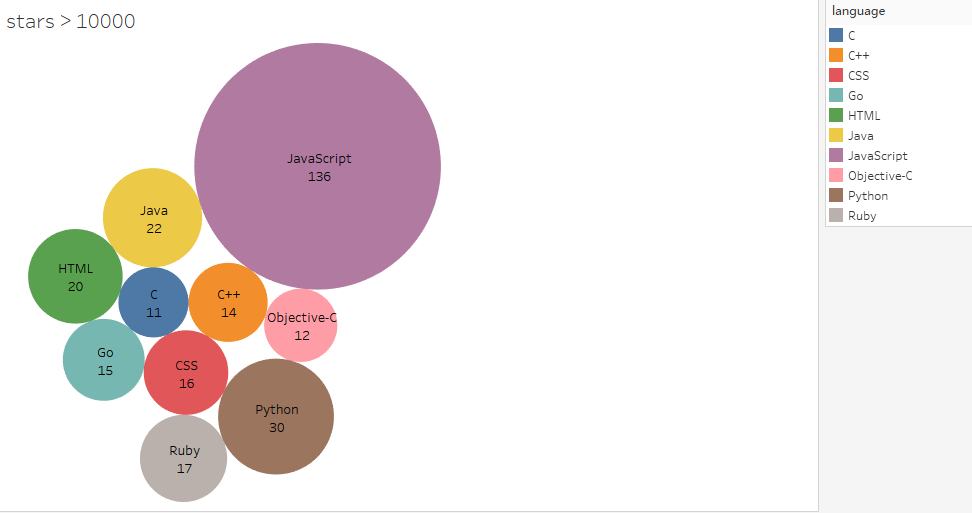 stars > 10000
JavaScript
136
Java
22
HTML
20
C
11
C++
14
Objective-C
12
Go
15
CSS
16
Python
30
Ruby
17
language
C
C++
CSS
Go
HTML
Java
JavaScript
Objective-C
Python
Ruby